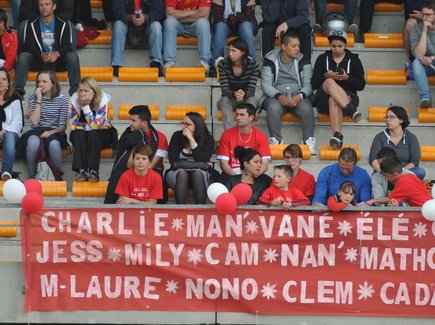 CHARLIE * MAN' VANE * ÉLÉ *
JESS * MiLY * CAM * NAN' * MATHO
M-LAURE * NONO * CLEM * CADA